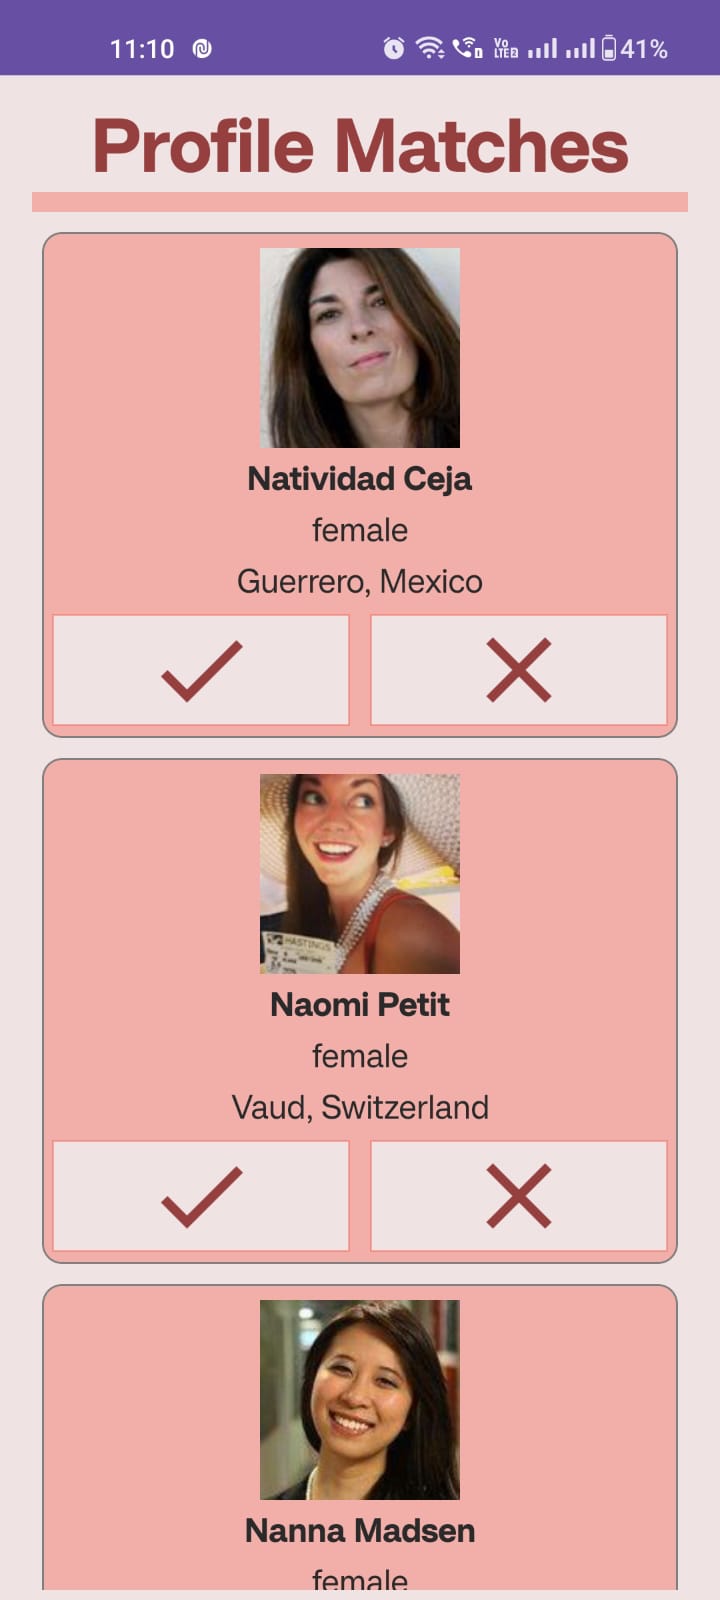 11:10 Vo LTE2 41%
Profile Matches
Natividad Ceja
female
Guerrero, Mexico
HASTINGS
Naomi Petit
female
Vaud, Switzerland
Nanna Madsen
female